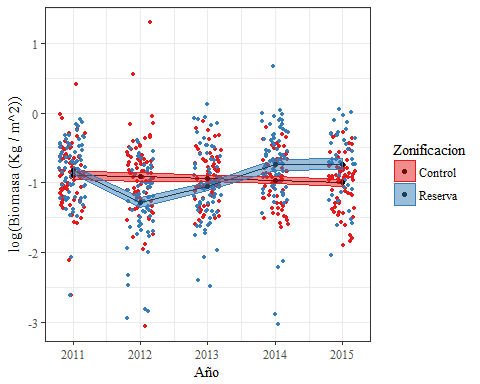 log(Biomasa (Kg / m^2))
1
0
-1
-2
-3
2011 2012 2013 2014 2015
Año
Zonificacion
Control
Reserva